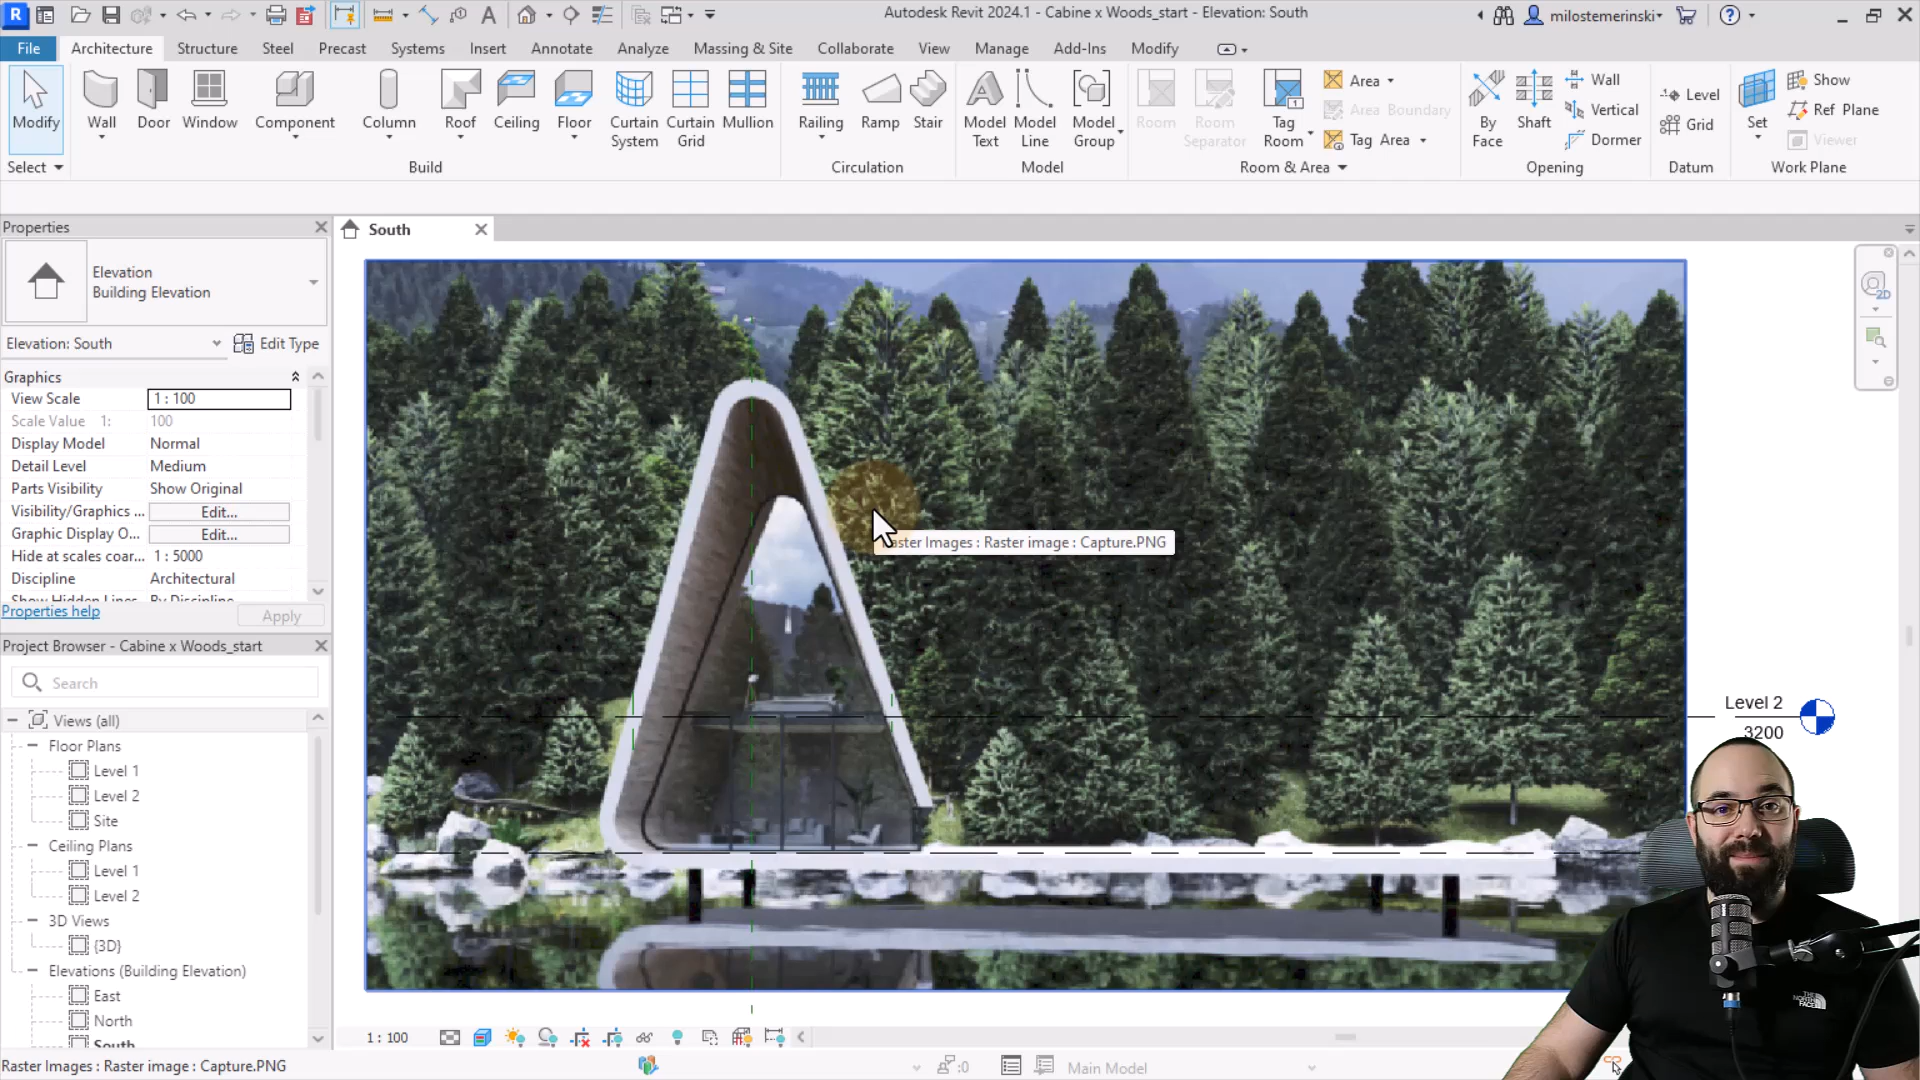 Autodesk Revit 2024.1 - Cabine x Woods_start - Elevation: South
milostemerinski
File
Architecture
Structure
Steel
Precast
Systems
Insert
Annotate
Analyze
Massing & Site
Collaborate
View
Manage
Add-Ins
Modify
Modify
Wall
Door
Window
Component
Column
Roof
Ceiling
Floor
Curtain
System
Curtain
Grid
Mullion
Railing
Ramp
Stair
Model
Text
Model
Line
Model
Group
Room
Room
Separator
Tag
Room
1
Area
Area Boundary
Tag Area
By
Face
Shaft
Wall
Vertical
Dormer
Level
Grid
Set
Show
Ref Plane
Viewer
Select
Build
Circulation
Model
Room & Area
Opening
Datum
Work Plane
Properties
South
Elevation
Building Elevation
Elevation: South
Edit Type
Graphics
View Scale
1 : 100
Scale Value 1:
100
Display Model
Normal
Detail Level
Medium
Parts Visibility
Show Original
Visibility/Graphics ...
Edit...
Graphic Display O...
Edit...
Hide at scales coar...
1 : 5000
Discipline
Architectural
Properties help
Apply
Project Browser - Cabine x Woods_start
Search
Views (all)
Floor Plans
Level 1
Level 2
Site
Ceiling Plans
Level 1
Level 2
3D Views
{3D}
Elevations (Building Elevation)
East
North
South
Raster Images : Raster image : Capture.PNG
2D
Level 2
3200
THE
NORTH
FACE
1 : 100
Raster Images : Raster image : Capture.PNG
:0
Main Model